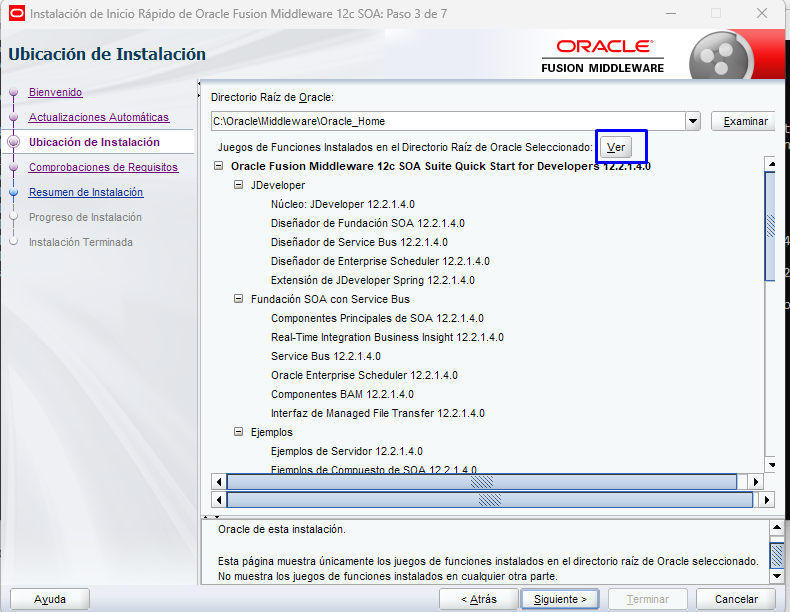 Instalación de Inicio Rápido de Oracle Fusion Middleware 12c SOA: Paso 3 de 7
Ubicación de Instalación
ORACLE
FUSION MIDDLEWARE
Bienvenido
Actualizaciones Automáticas
Ubicación de Instalación
Comprobaciones de Requisitos
Resumen de Instalación
Progreso de Instalación
Instalación Terminada
Directorio Raíz de Oracle:
C:\Oracle\Middleware\Oracle_Home
Examinar
Juegos de Funciones Instalados en el Directorio Raíz de Oracle Seleccionado: Ver
Oracle Fusion Middleware 12c SOA Suite Quick Start for Developers 12.2.1.4.0
JDeveloper
Núcleo: JDeveloper 12.2.1.4.0
Diseñador de Fundación SOA 12.2.1.4.0
Diseñador de Service Bus 12.2.1.4.0
Diseñador de Enterprise Scheduler 12.2.1.4.0
Extensión de JDeveloper Spring 12.2.1.4.0
Fundación SOA con Service Bus
Componentes Principales de SOA 12.2.1.4.0
Real-Time Integration Business Insight 12.2.1.4.0
Service Bus 12.2.1.4.0
Oracle Enterprise Scheduler 12.2.1.4.0
Componentes BAM 12.2.1.4.0
Interfaz de Managed File Transfer 12.2.1.4.0
Ejemplos
Ejemplos de Servidor 12.2.1.4.0
Ejemplos de Compuesto de SOA 12.2.1.4.0
Oracle de esta instalación.
Esta página muestra únicamente los juegos de funciones instalados en el directorio raíz de Oracle seleccionado.
No muestra los juegos de funciones instalados en cualquier otra parte.
Ayuda
< Atrás
Siguiente >
Terminar
Cancelar